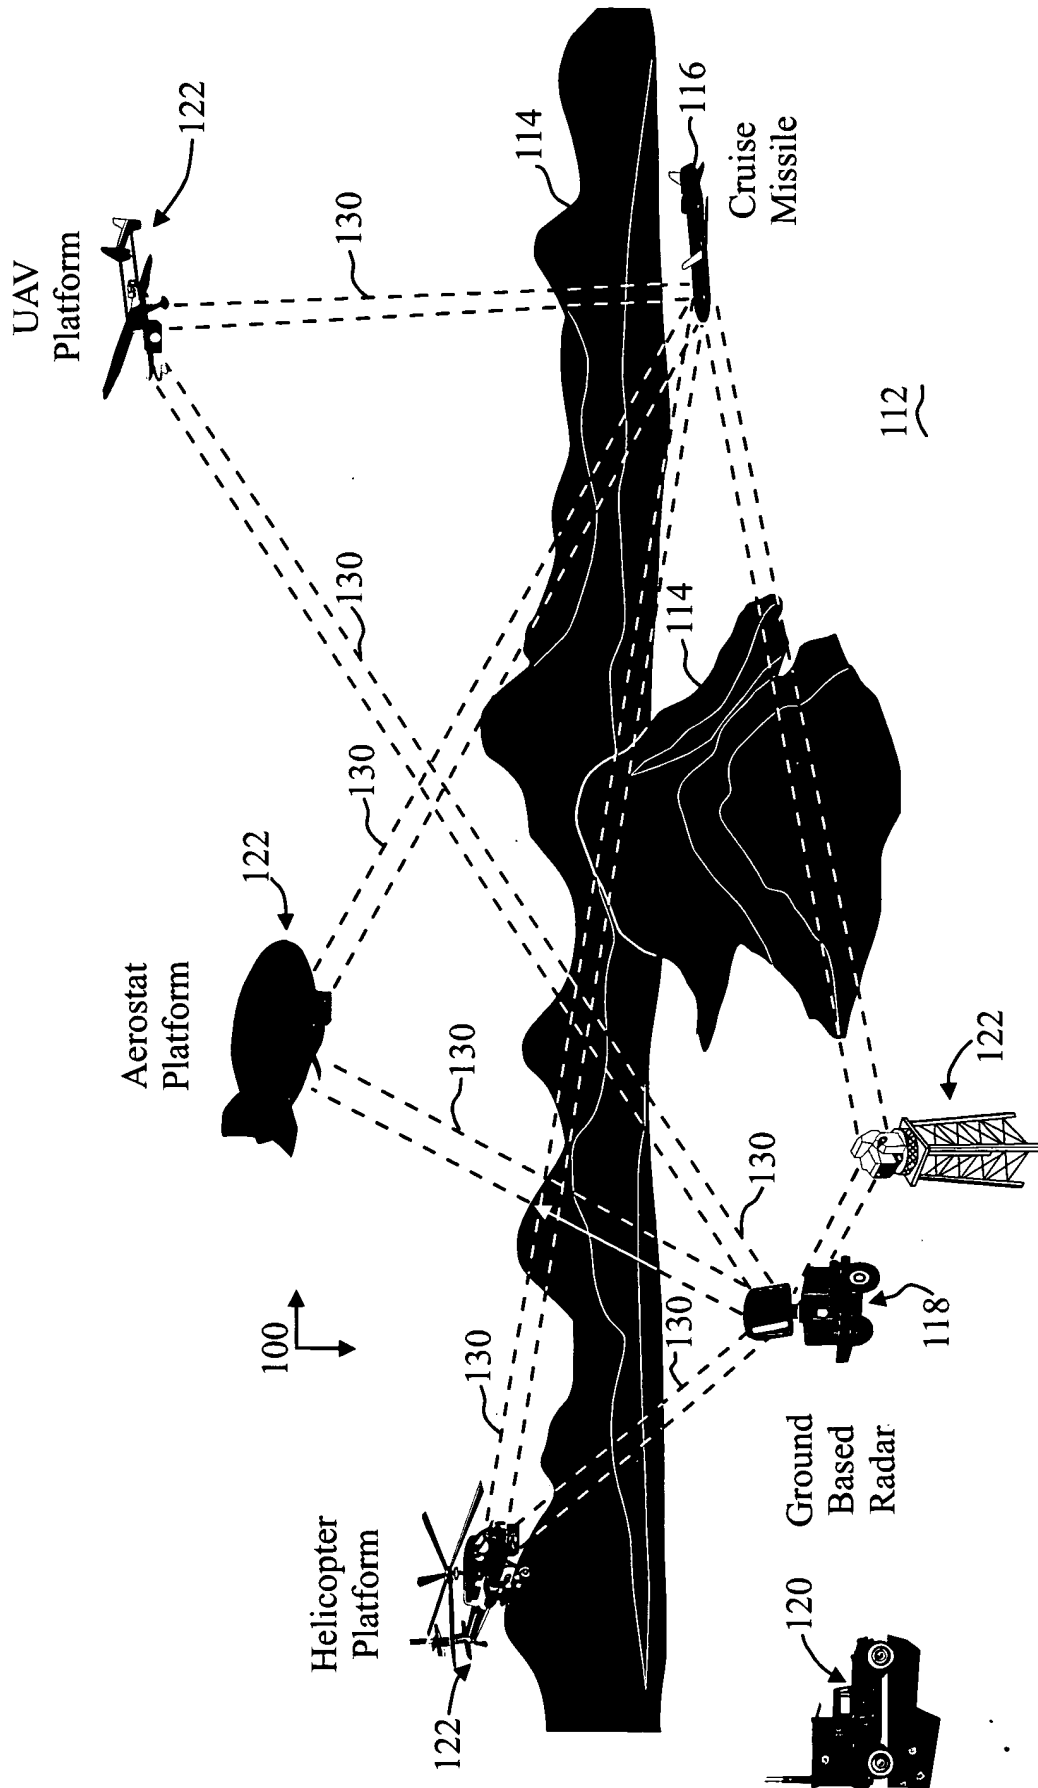 Helicopter
Platform
122
100
130
Aerostat
Platform
122
130
130
UAV
Platform
122
130
130
114
116
Cruise
Missile
114
112
130
130
122
118
Ground
Based
Radar
120